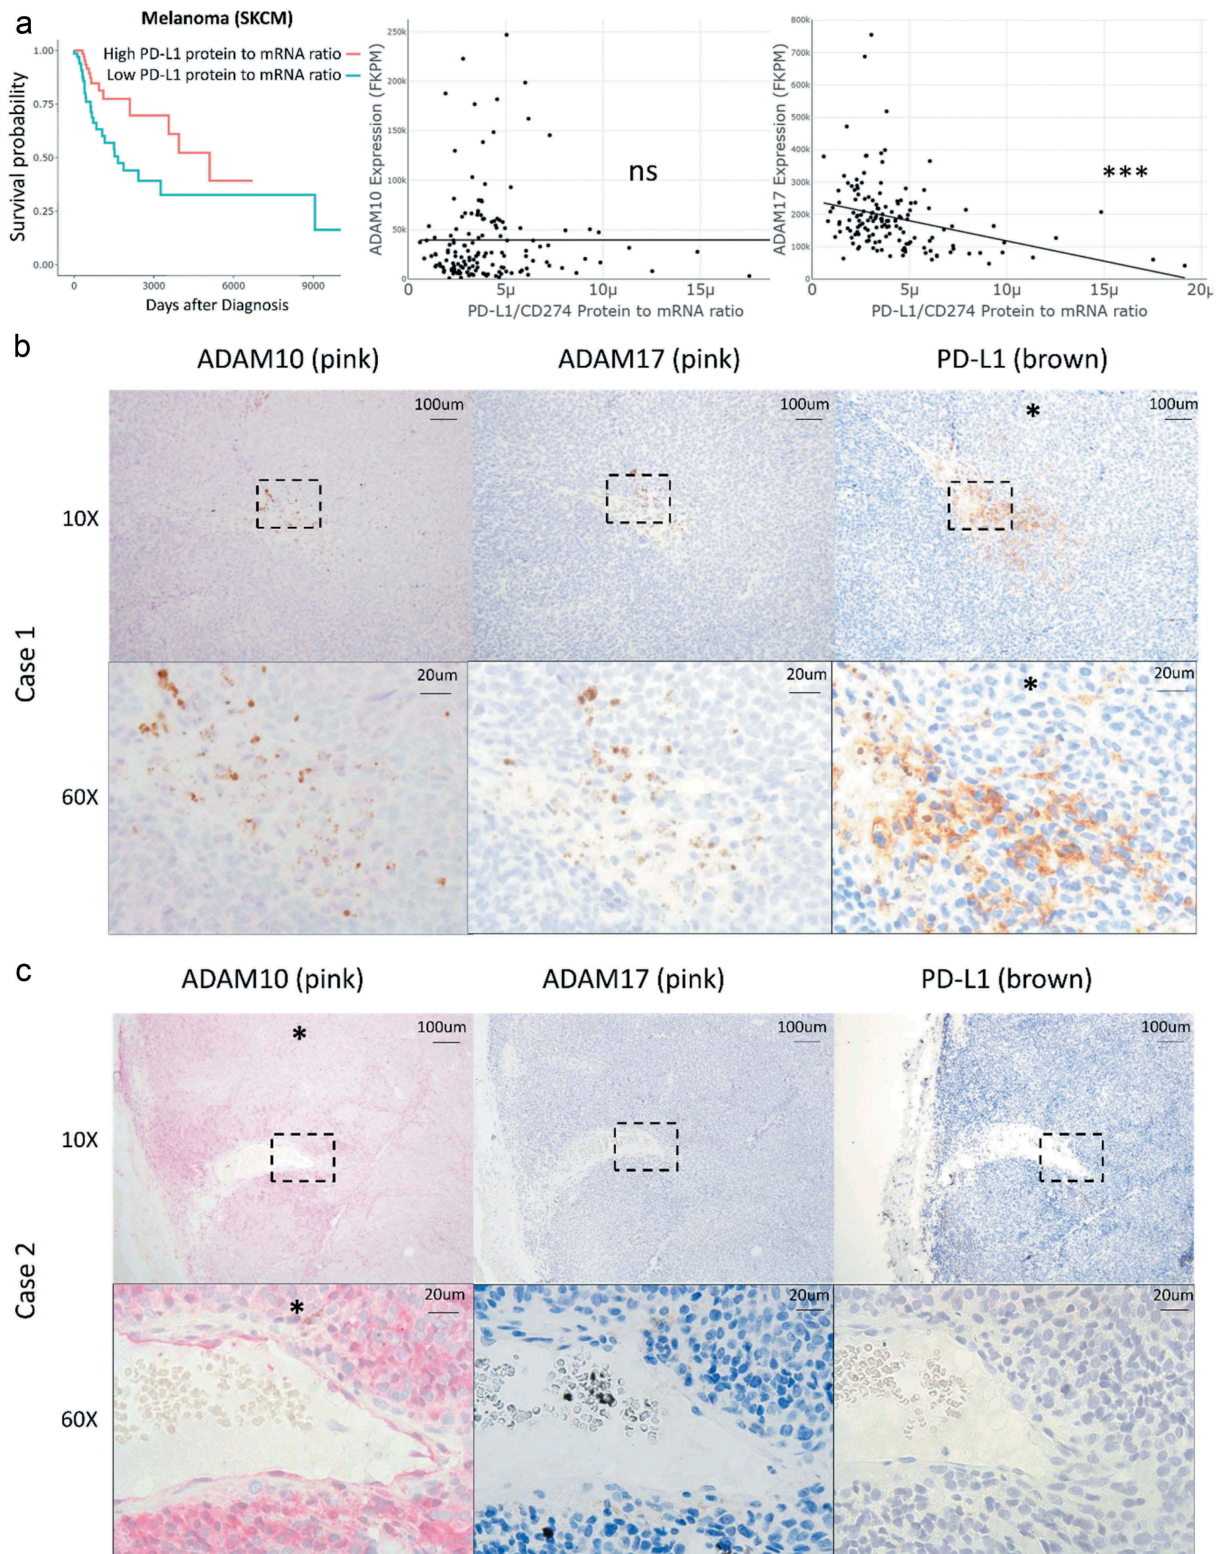 a
Melanoma (SKCM)
High PD-L1 protein to mRNA ratio
Low PD-L1 protein to mRNA ratio
Survival probability
1.00
0.75
0.50
0.25
0.00
0
3000
6000
9000
Days after Diagnosis
ADAM10 Expression (FKPM)
250k
200k
150k
100k
50k
0
ns
0
5μ
10μ
15μ
PD-L1/CD274 Protein to mRNA ratio
ADAM17 Expression (FKPM)
800k
700k
600k
500k
400k
300k
200k
100k
0
***
0
5μ
10μ
15μ
20μ
PD-L1/CD274 Protein to mRNA ratio
b
ADAM10 (pink)
ADAM17 (pink)
PD-L1 (brown)
Case 1
10X
100um
100um
*
100um
60X
20um
20um
*
20um
c
ADAM10 (pink)
ADAM17 (pink)
PD-L1 (brown)
Case 2
10X
*
100um
100um
100um
60X
*
20um
20um
20um